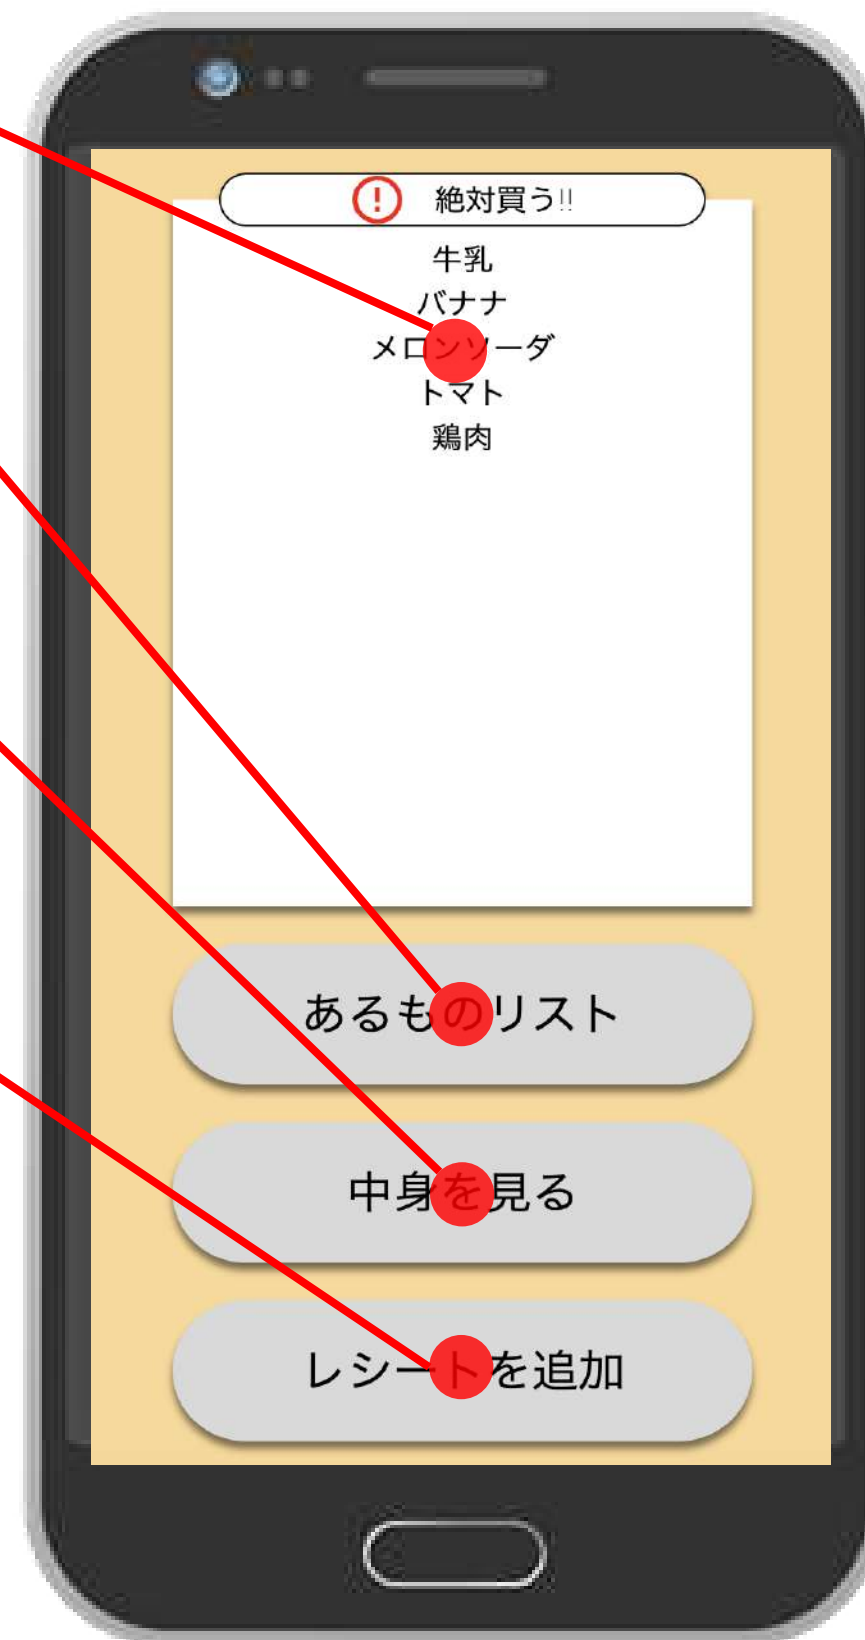 絶対買う!!
牛乳
バナナ
メロンソーダ
トマト
鶏肉
あるものリスト
中身を見る
レシートを追加